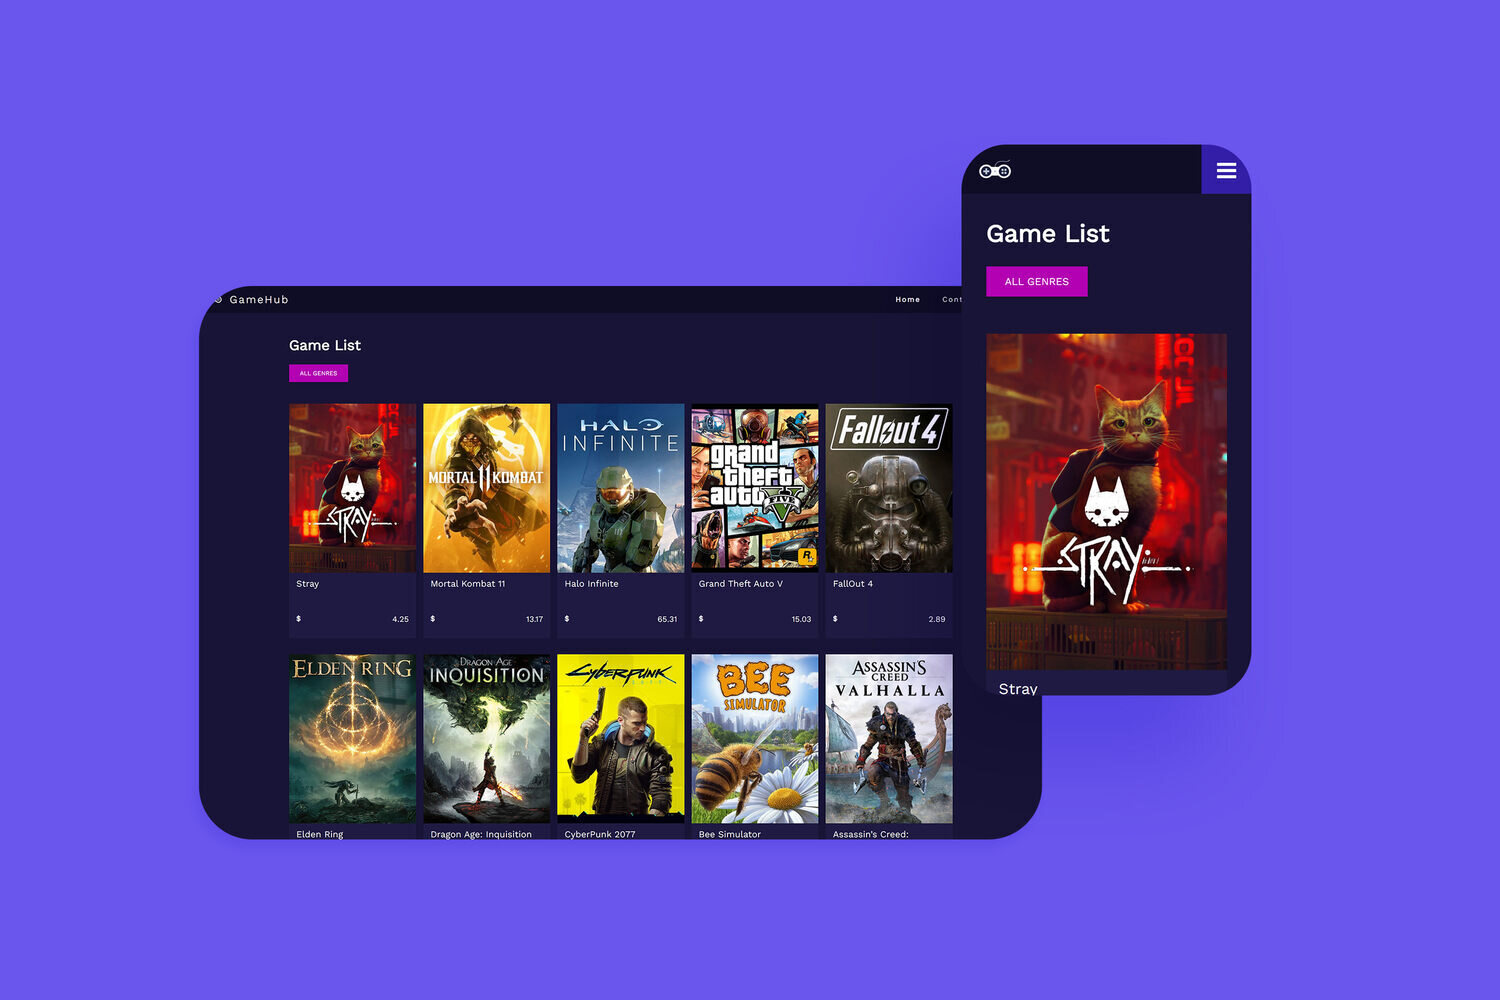 GameHub
Home
Cont
Game List
ALL GENRES
STRAY
MORTAL KOMBAT 11
HALO
INFINITE
grand
theft
auto
FIVE
R
Fallout 4
Stray
Mortal Kombat 11
Halo Infinite
Grand Theft Auto V
FallOut 4
$ 4.25
$ 13.17
$ 65.31
$ 15.03
$ 2.89
ELDEN RING
DRAGON AGE
INQUISITION
Cyberpunk
BEE
SIMULATOR
ASSASSIN'S
CREED
VALHALLA
Elden Ring
Dragon Age: Inquisition
CyberPunk 2077
Bee Simulator
Assassin's Creed:
Game List
ALL GENRES
STRAY
Stray